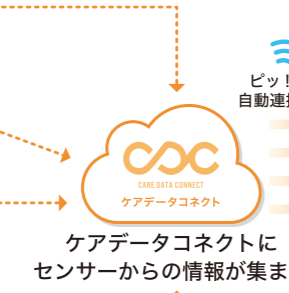 ピッ!
自動連携
CDC
CARE DATA CONNECT
ケアデータコネクト
ケアデータコネクトに
センサーからの情報が集ま